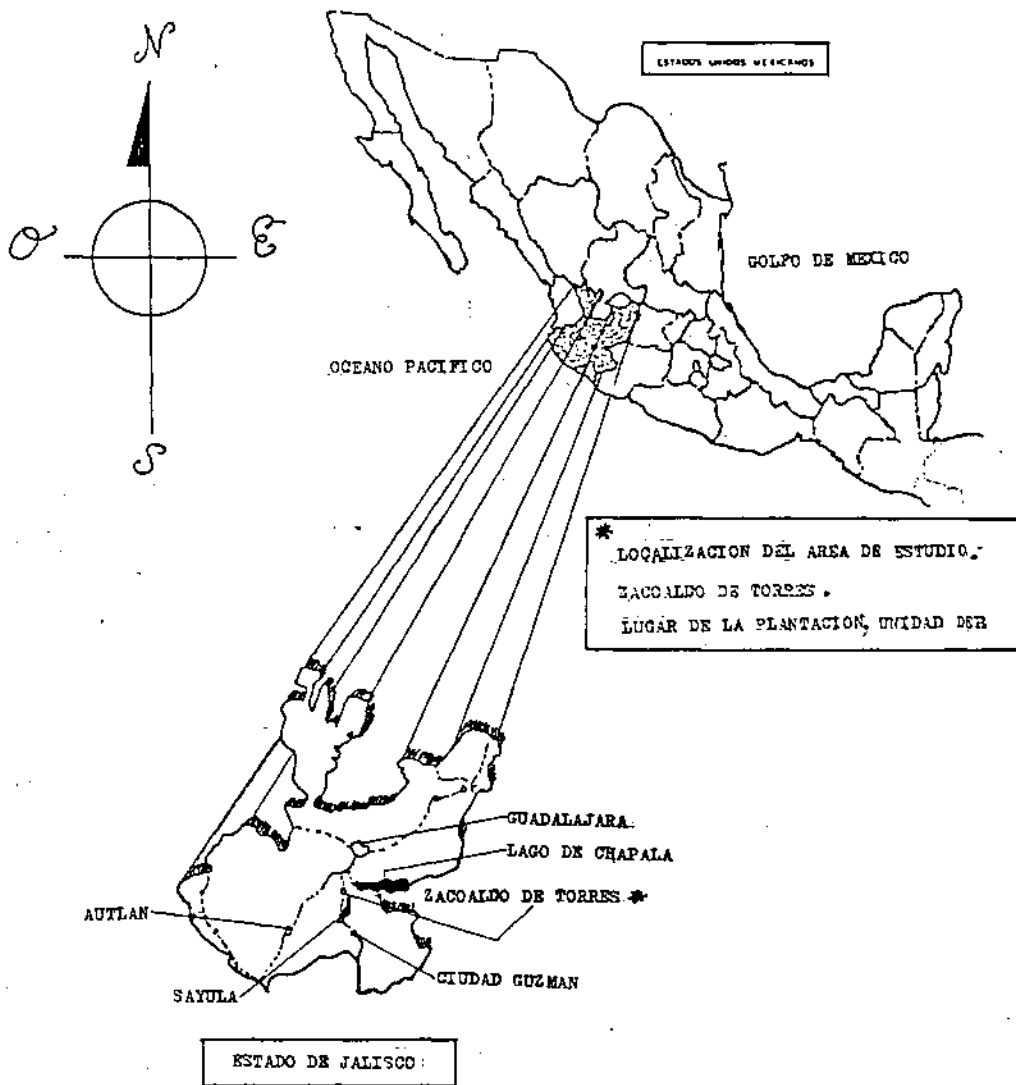 N
ESTADOS UNIDOS MEXICANOS
O
E
GOLFO DE MEXICO
OCEANO PACIFICO
S
*
LOCALIZACION DEL AREA DE ESTUDIO.-
ZACOALDO DE TORRES.
LUGAR DE LA PLANTACION, UNIDAD DER
GUADALAJARA
LAGO DE CHAPALA
ZACOALDO DE TORRES *
AUTLAN
CIUDAD GUZMAN
SAYULA
ESTADO DE JALISCO